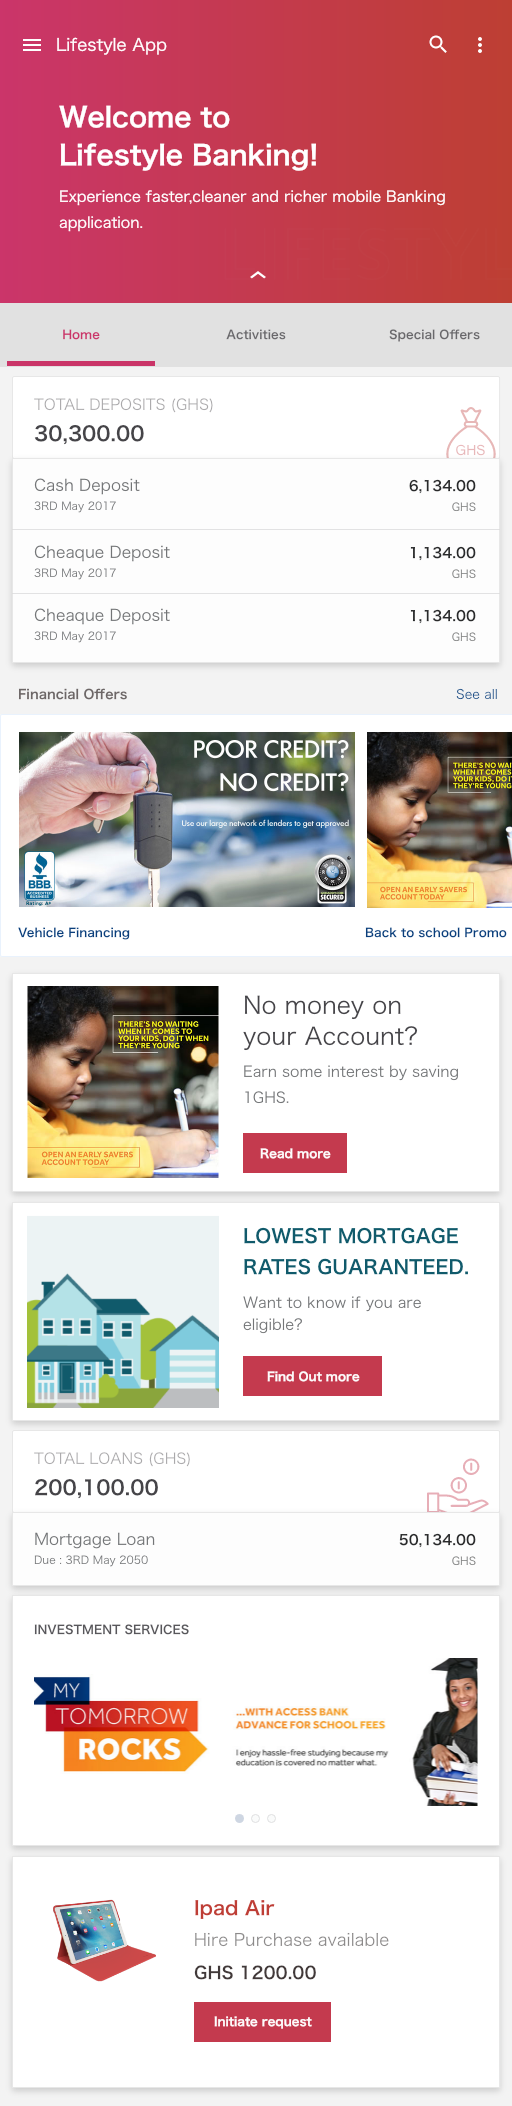 Lifestyle App
Welcome to
Lifestyle Banking!
Experience faster,cleaner and richer mobile Banking
application.
LIFESTYL
Home
Activities
Special Offers
TOTAL DEPOSITS (GHS)
30,300.00
GHS
Cash Deposit
6,134.00
3RD May 2017
GHS
Cheaque Deposit
1,134.00
3RD May 2017
GHS
Cheaque Deposit
1,134.00
3RD May 2017
GHS
Financial Offers
See all
POOR CREDIT?
NO CREDIT?
Use our large network of lenders to get approved
BBB
ACCREDITED
BUSINESS
Rating: A+
SECURED
THERE'S NO WAI
WHEN IT COMES
YOUR KIDS, DO IT
THEY'RE YOUNG
OPEN AN EARLY SAVERS
ACCOUNT TODAY
Vehicle Financing
Back to school Promo
THERE'S NO WAITING
WHEN IT COMES TO
YOUR KIDS, DO IT WHEN
THEY'RE YOUNG
OPEN AN EARLY SAVERS
ACCOUNT TODAY
No money on
your Account?
Earn some interest by saving
1GHS.
Read more
LOWEST MORTGAGE
RATES GUARANTEED.
Want to know if you are
eligible?
Find Out more
TOTAL LOANS (GHS)
200,100.00
Mortgage Loan
50,134.00
Due : 3RD May 2050
GHS
INVESTMENT SERVICES
MY
TOMORROW
ROCKS
...WITH ACCESS BANK
ADVANCE FOR SCHOOL FEES
I enjoy hassle-free studying because my
education is covered no matter what.
Ipad Air
Hire Purchase available
GHS 1200.00
Initiate request